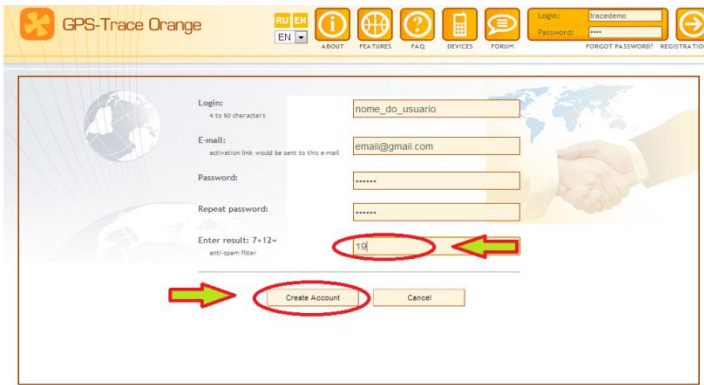 GPS-Trace Orange
RU EN
EN
ABOUT
FEATURES
FAQ
DEVICES
FORUM
Login: tracedemo
Password: ••••
FORGOT PASSWORD? REGISTRATION
Login: nome_do_usuario
4 to 50 characters
E-mail: email@gmail.com
activation link would be sent to this e-mail
Password: ••••••
Repeat password: ••••••
Enter result: 7+12= 19
anti-spam filter
Create Account
Cancel